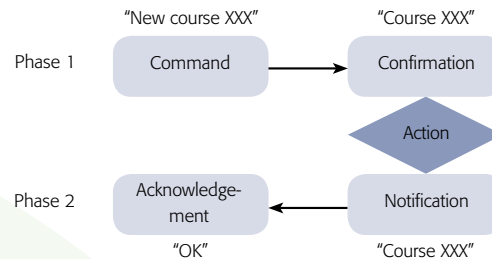 “New course XXX” “Course XXX”
Phase 1 Command Confirmation
Action
Phase 2 Acknowledge-
ment Notification
“OK” “Course XXX”